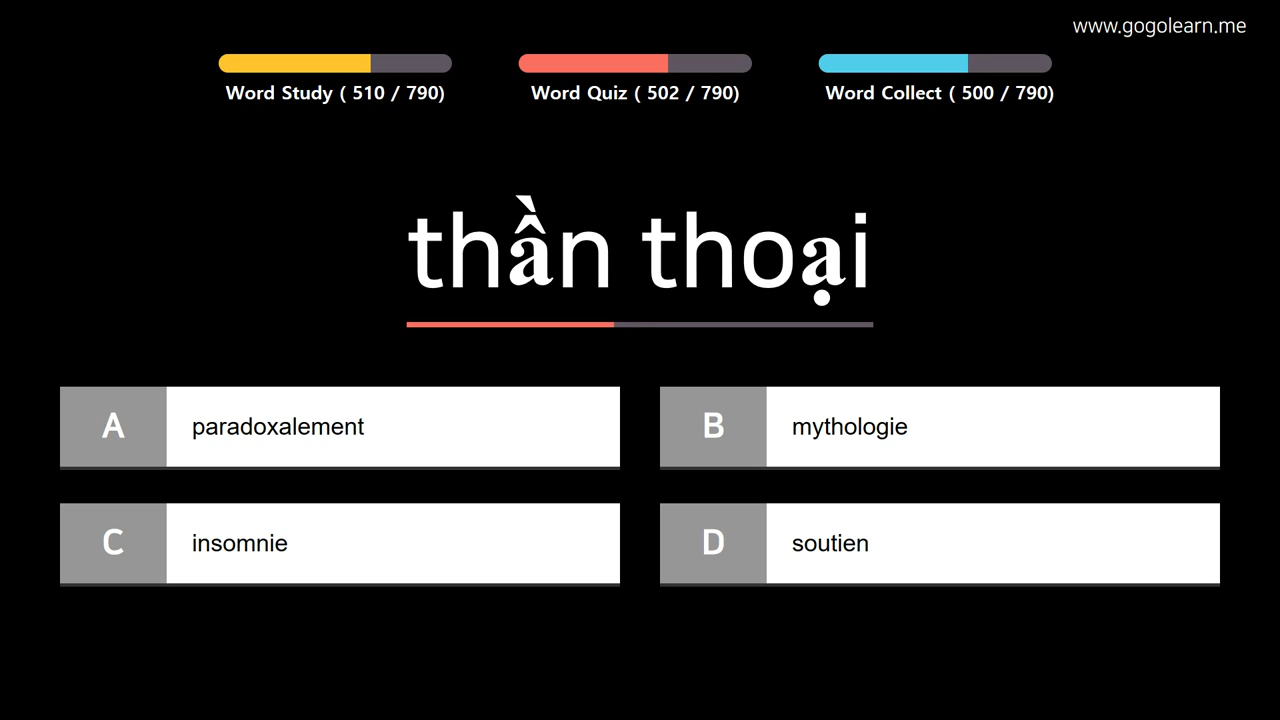 www.gogolearn.me
Word Study ( 510 / 790)
Word Quiz ( 502 / 790)
Word Collect ( 500 / 790)
thần thoại
A paradoxalement
B mythologie
C insomnie
D soutien